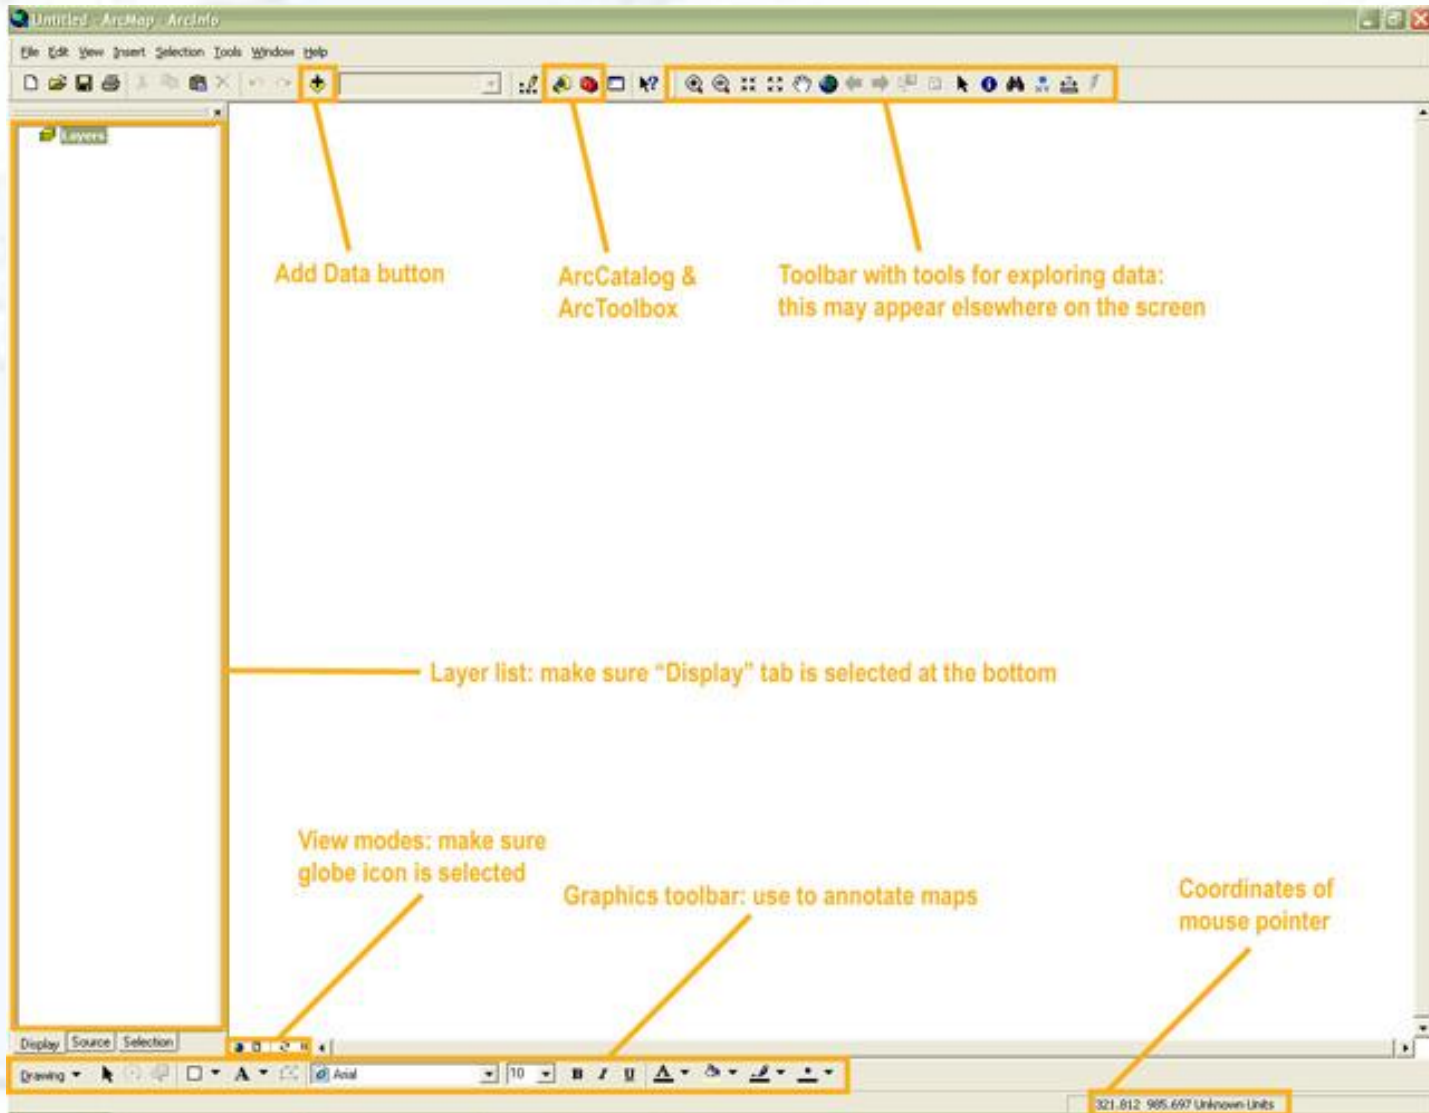 Untitled - ArcMap - ArcInfo
File Edit View Insert Selection Tools Window Help
Layers
Add Data button
ArcCatalog &
ArcToolbox
Toolbar with tools for exploring data:
this may appear elsewhere on the screen
Layer list: make sure “Display” tab is selected at the bottom
View modes: make sure
globe icon is selected
Graphics toolbar: use to annotate maps
Coordinates of
mouse pointer
Display Source Selection
Drawing A Arial 10 B I U A
321.812 985.697 Unknown Units